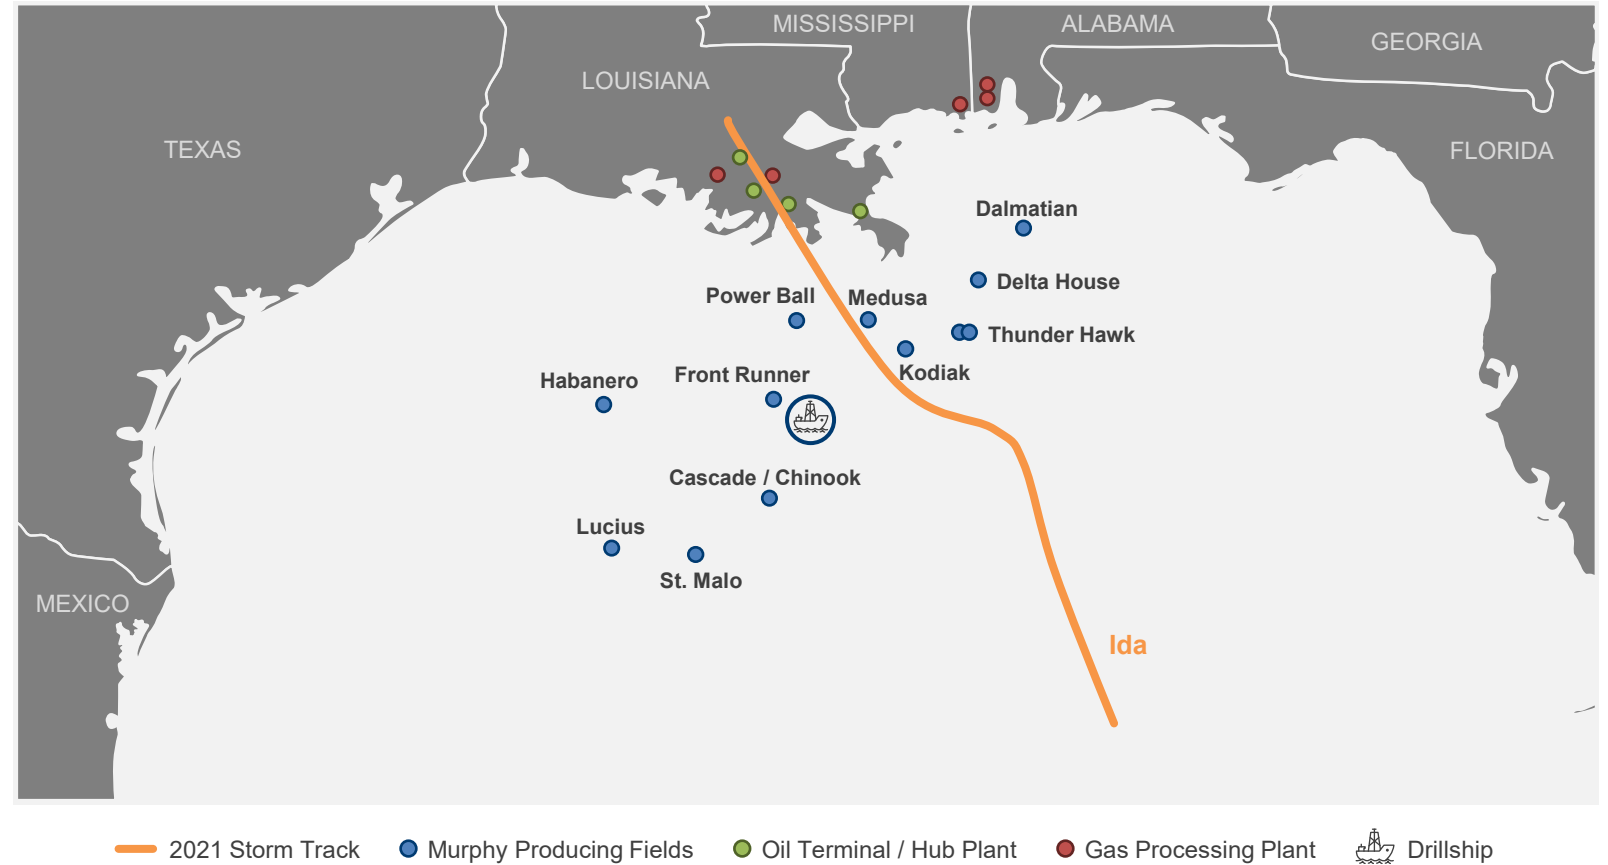 MISSISSIPPI
ALABAMA
GEORGIA
LOUISIANA
TEXAS
FLORIDA
Dalmatian
Delta House
Power Ball
Medusa
Thunder Hawk
Kodiak
Front Runner
Habanero
Cascade / Chinook
Lucius
St. Malo
MEXICO
Ida
2021 Storm Track
Murphy Producing Fields
Oil Terminal / Hub Plant
Gas Processing Plant
Drillship